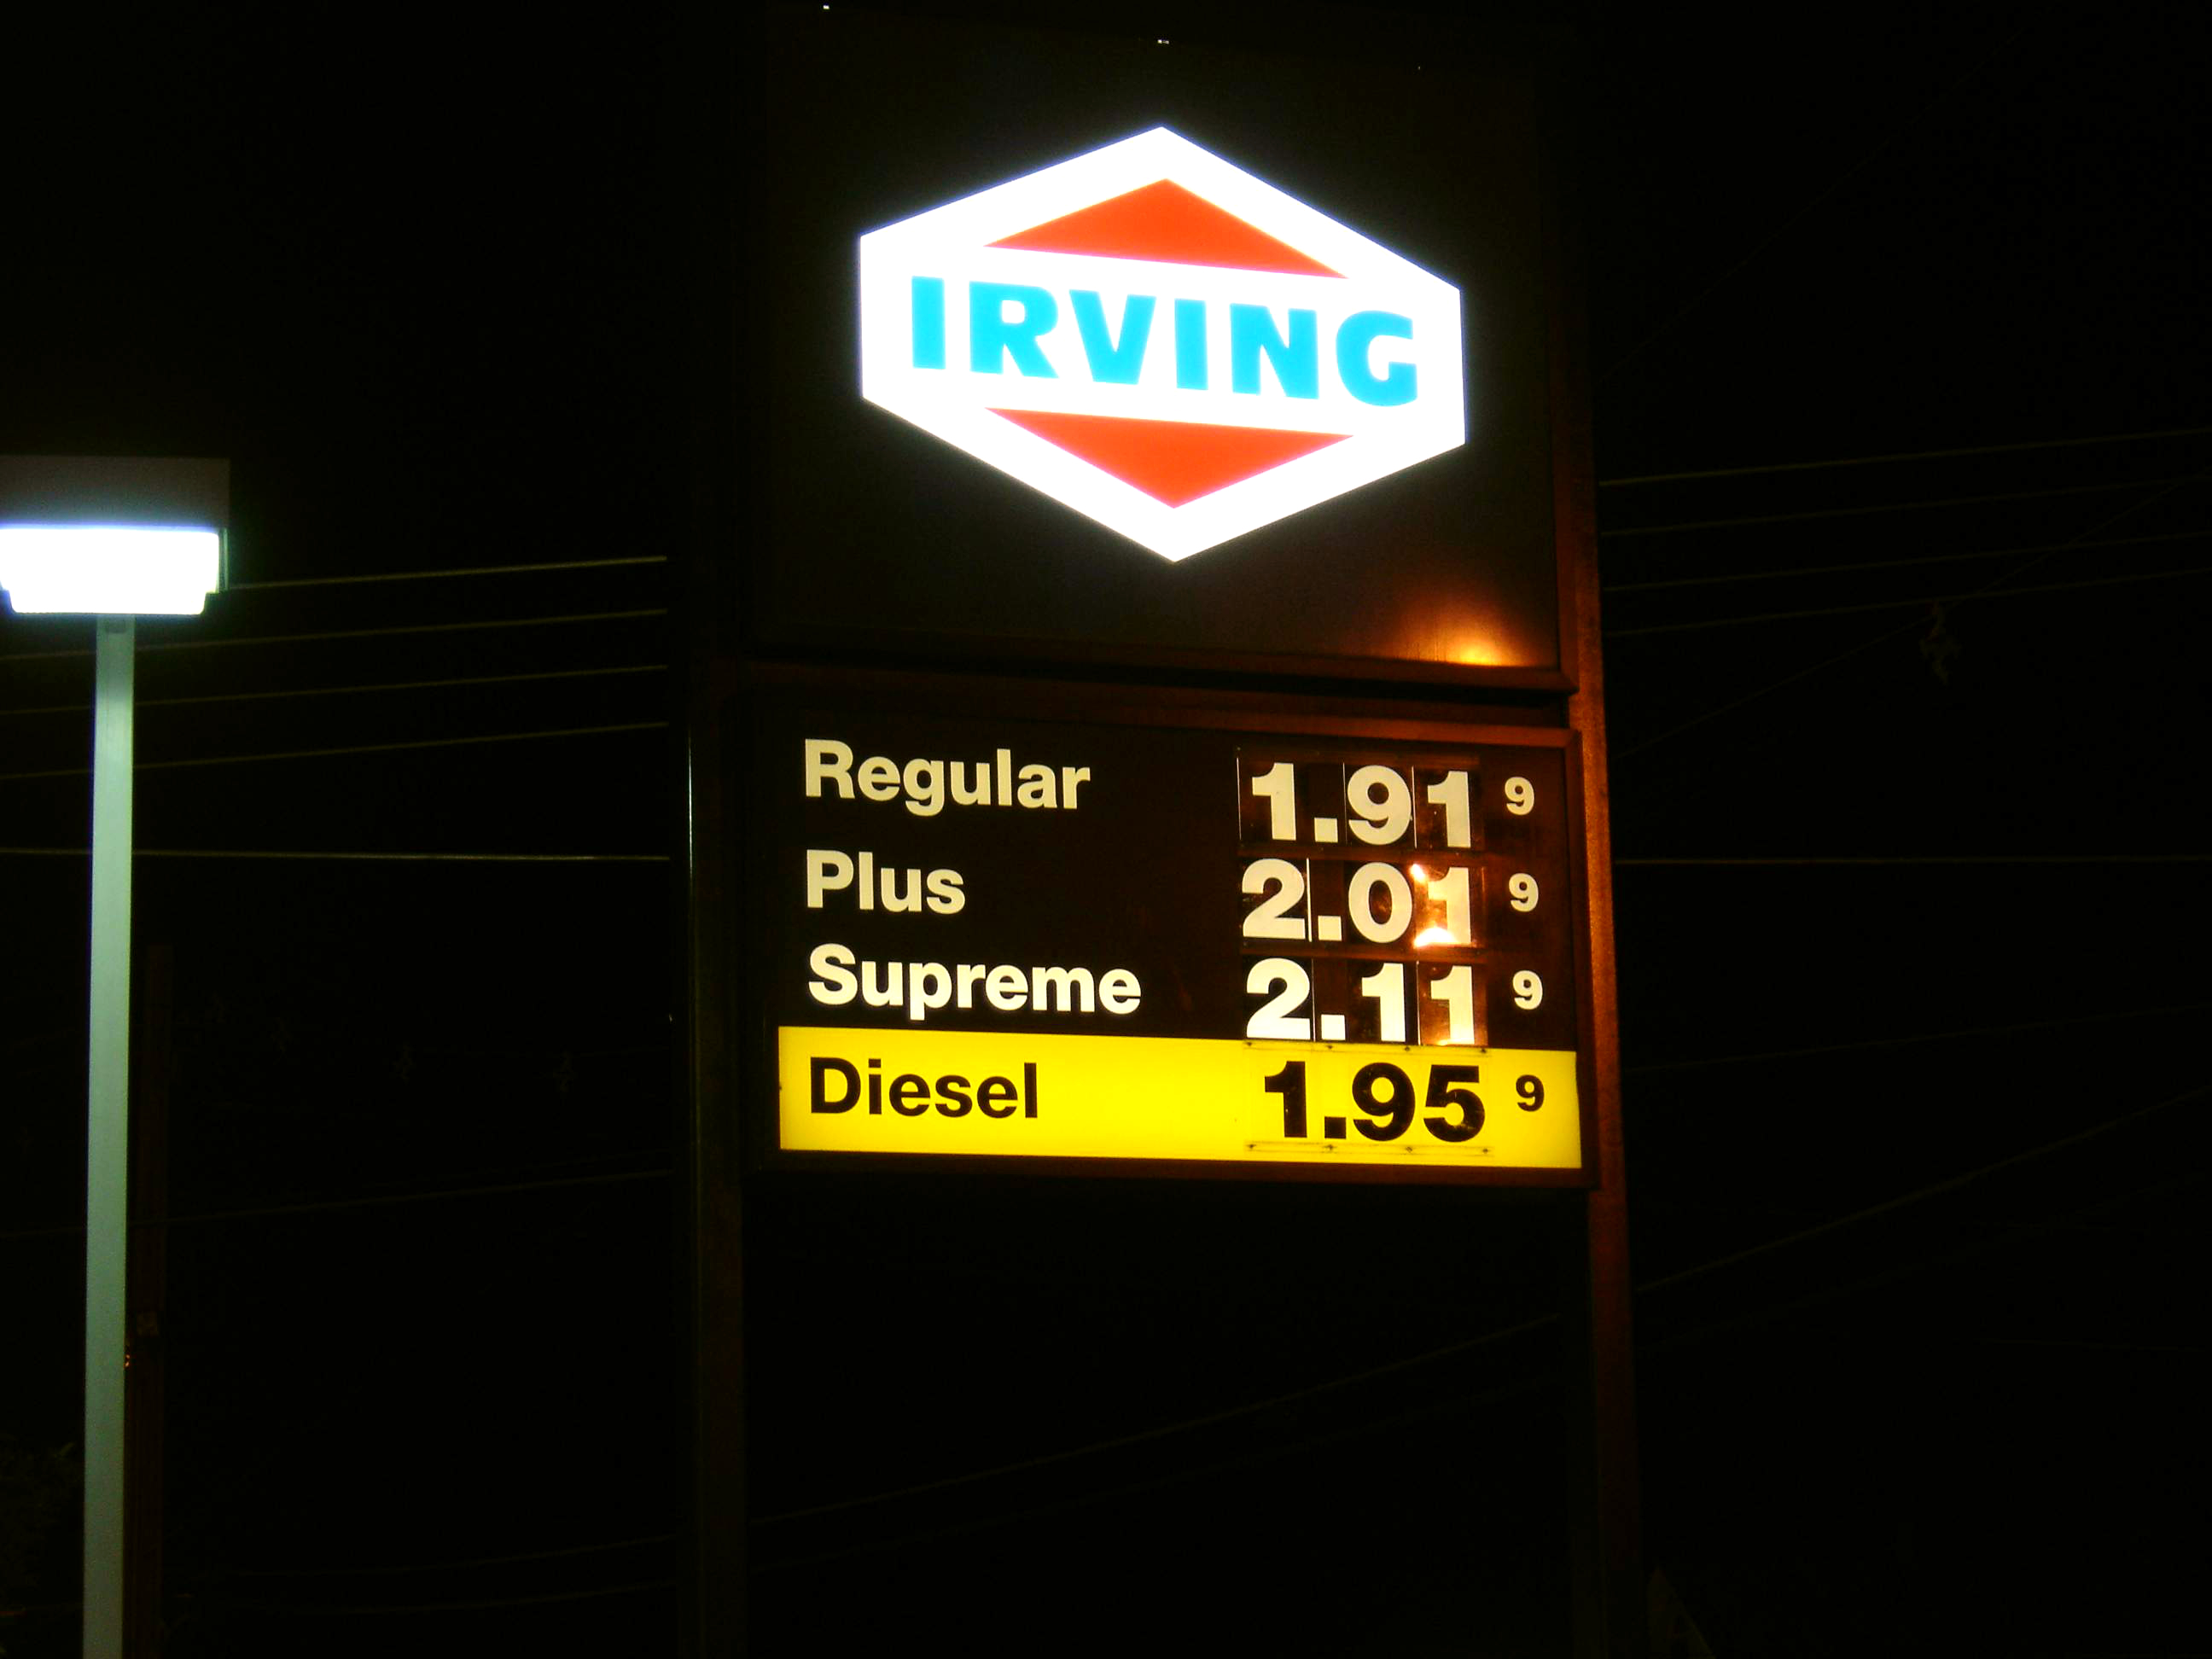 IRVING
Regular 1.91 9
Plus 2.01 9
Supreme 2.11 9
Diesel 1.95 9